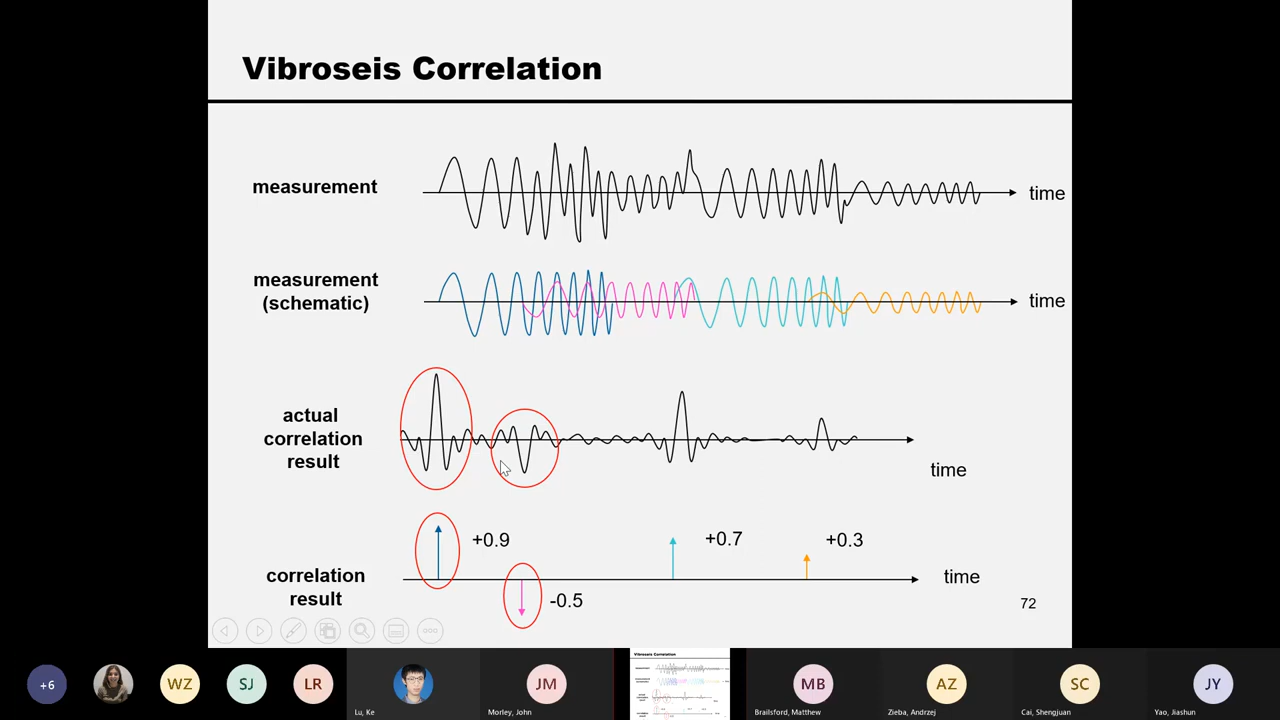 Vibroseis Correlation
measurement
time
measurement
(schematic)
time
actual
correlation
result
time
+0.9
+0.7
+0.3
correlation
result
-0.5
time
72
+6
WZ
SJ
LR
Lu, Ke
JM
Morley, John
Vibroseis Correlation
MB
Brailsford, Matthew
AZ
Zieba, Andrzej
SC
Cai, Shengjuan
JY
Yao, Jiashun